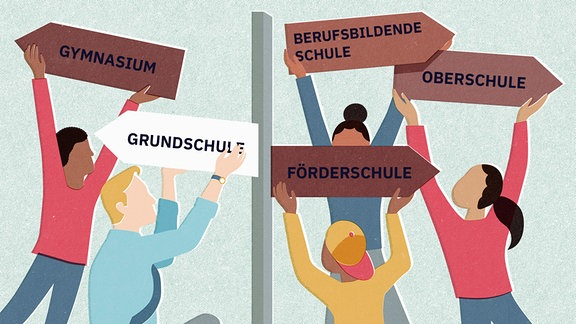 GYMNASIUM
BERUFSBILDENDE
SCHULE
OBERSCHULE
GRUNDSCHULE
FÖRDERSCHULE